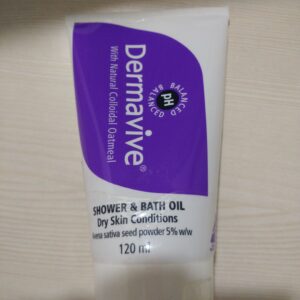 Dermavive®
With Natural Colloidal Oatmeal
BALANCED
pH
BALANCED
SHOWER & BATH OIL
Dry Skin Conditions
vena sativa seed powder 5% w/w
120 ml